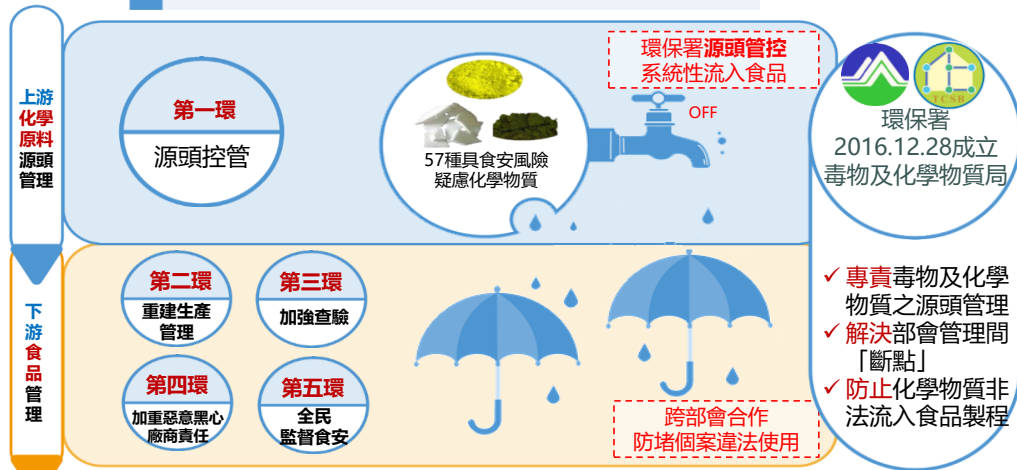 上游
化學
原料
源頭
管理
第一環
源頭控管
57種具食安風險
疑慮化學物質
環保署源頭管控
系統性流入食品
OFF
TCSB
環保署
2016.12.28成立
毒物及化學物質局
下
游
食
品
管
理
第二環
重建生產
管理
第三環
加強查驗
第四環
加重惡意黑心
廠商責任
第五環
全民
監督食安
跨部會合作
防堵個案違法使用
✓ 專責毒物及化學
物質之源頭管理
✓ 解決部會管理間
「斷點」
✓ 防止化學物質非
法流入食品製程